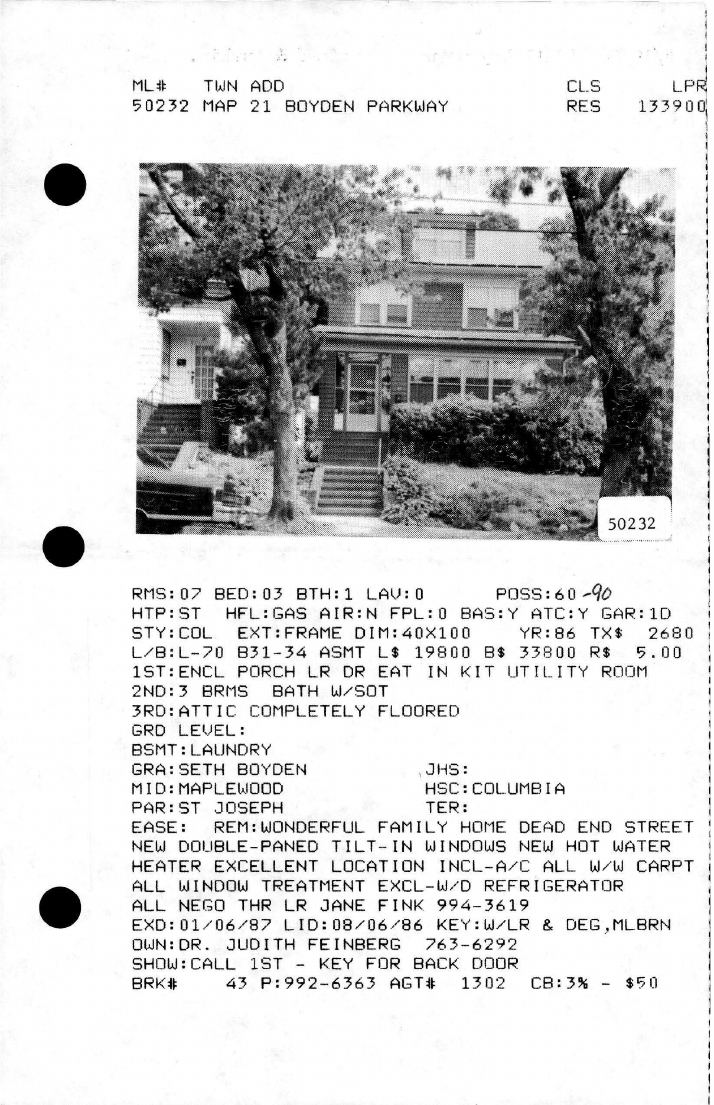 ML#   TWN ADD   CLS   LPR
50232 MAP 21 BOYDEN PARKWAY   RES   133900
50232
RMS:07 BED:03 BTH:1 LAV:0   POSS:60-90
HTP:ST HFL:GAS AIR:N FPL:0 BAS:Y ATC:Y GAR:1D
STY:COL EXT:FRAME DIM:40X100   YR:86 TX$ 2680
L/B:L-70 B31-34 ASMT L$ 19800 B$ 33800 R$ 5.00
1ST:ENCL PORCH LR DR EAT IN KIT UTILITY ROOM
2ND:3 BRMS BATH W/SOT
3RD:ATTIC COMPLETELY FLOORED
GRD LEVEL:
BSMT:LAUNDRY
GRA:SETH BOYDEN   JHS:
MID:MAPLEWOOD   HSC:COLUMBIA
PAR:ST JOSEPH   TER:
EASE: REM:WONDERFUL FAMILY HOME DEAD END STREET
NEW DOUBLE-PANED TILT-IN WINDOWS NEW HOT WATER
HEATER EXCELLENT LOCATION INCL-A/C ALL W/W CARPT
ALL WINDOW TREATMENT EXCL-W/D REFRIGERATOR
ALL NEGO THR LR JANE FINK 994-3619
EXD:01/06/87 LID:08/06/86 KEY:W/LR & DEG,MLBRN
OWN:DR. JUDITH FEINBERG 763-6292
SHOW:CALL 1ST - KEY FOR BACK DOOR
BRK#   43 P:992-6363 AGT# 1302 CB:3% - $50